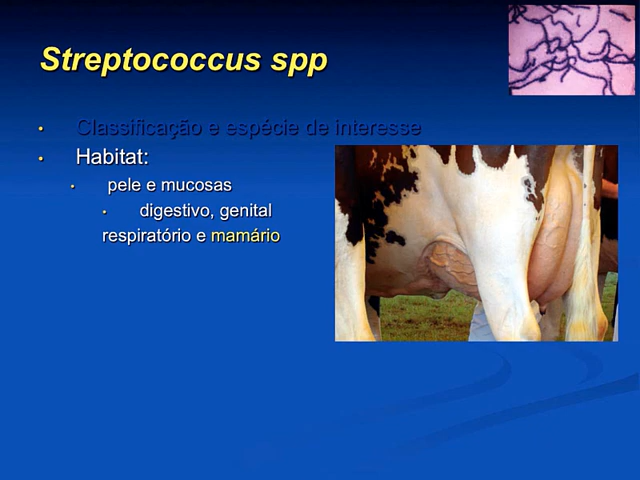 Streptococcus spp
• Classificação e espécie de interesse
• Habitat:
• pele e mucosas
• digestivo, genital
respiratório e mamário